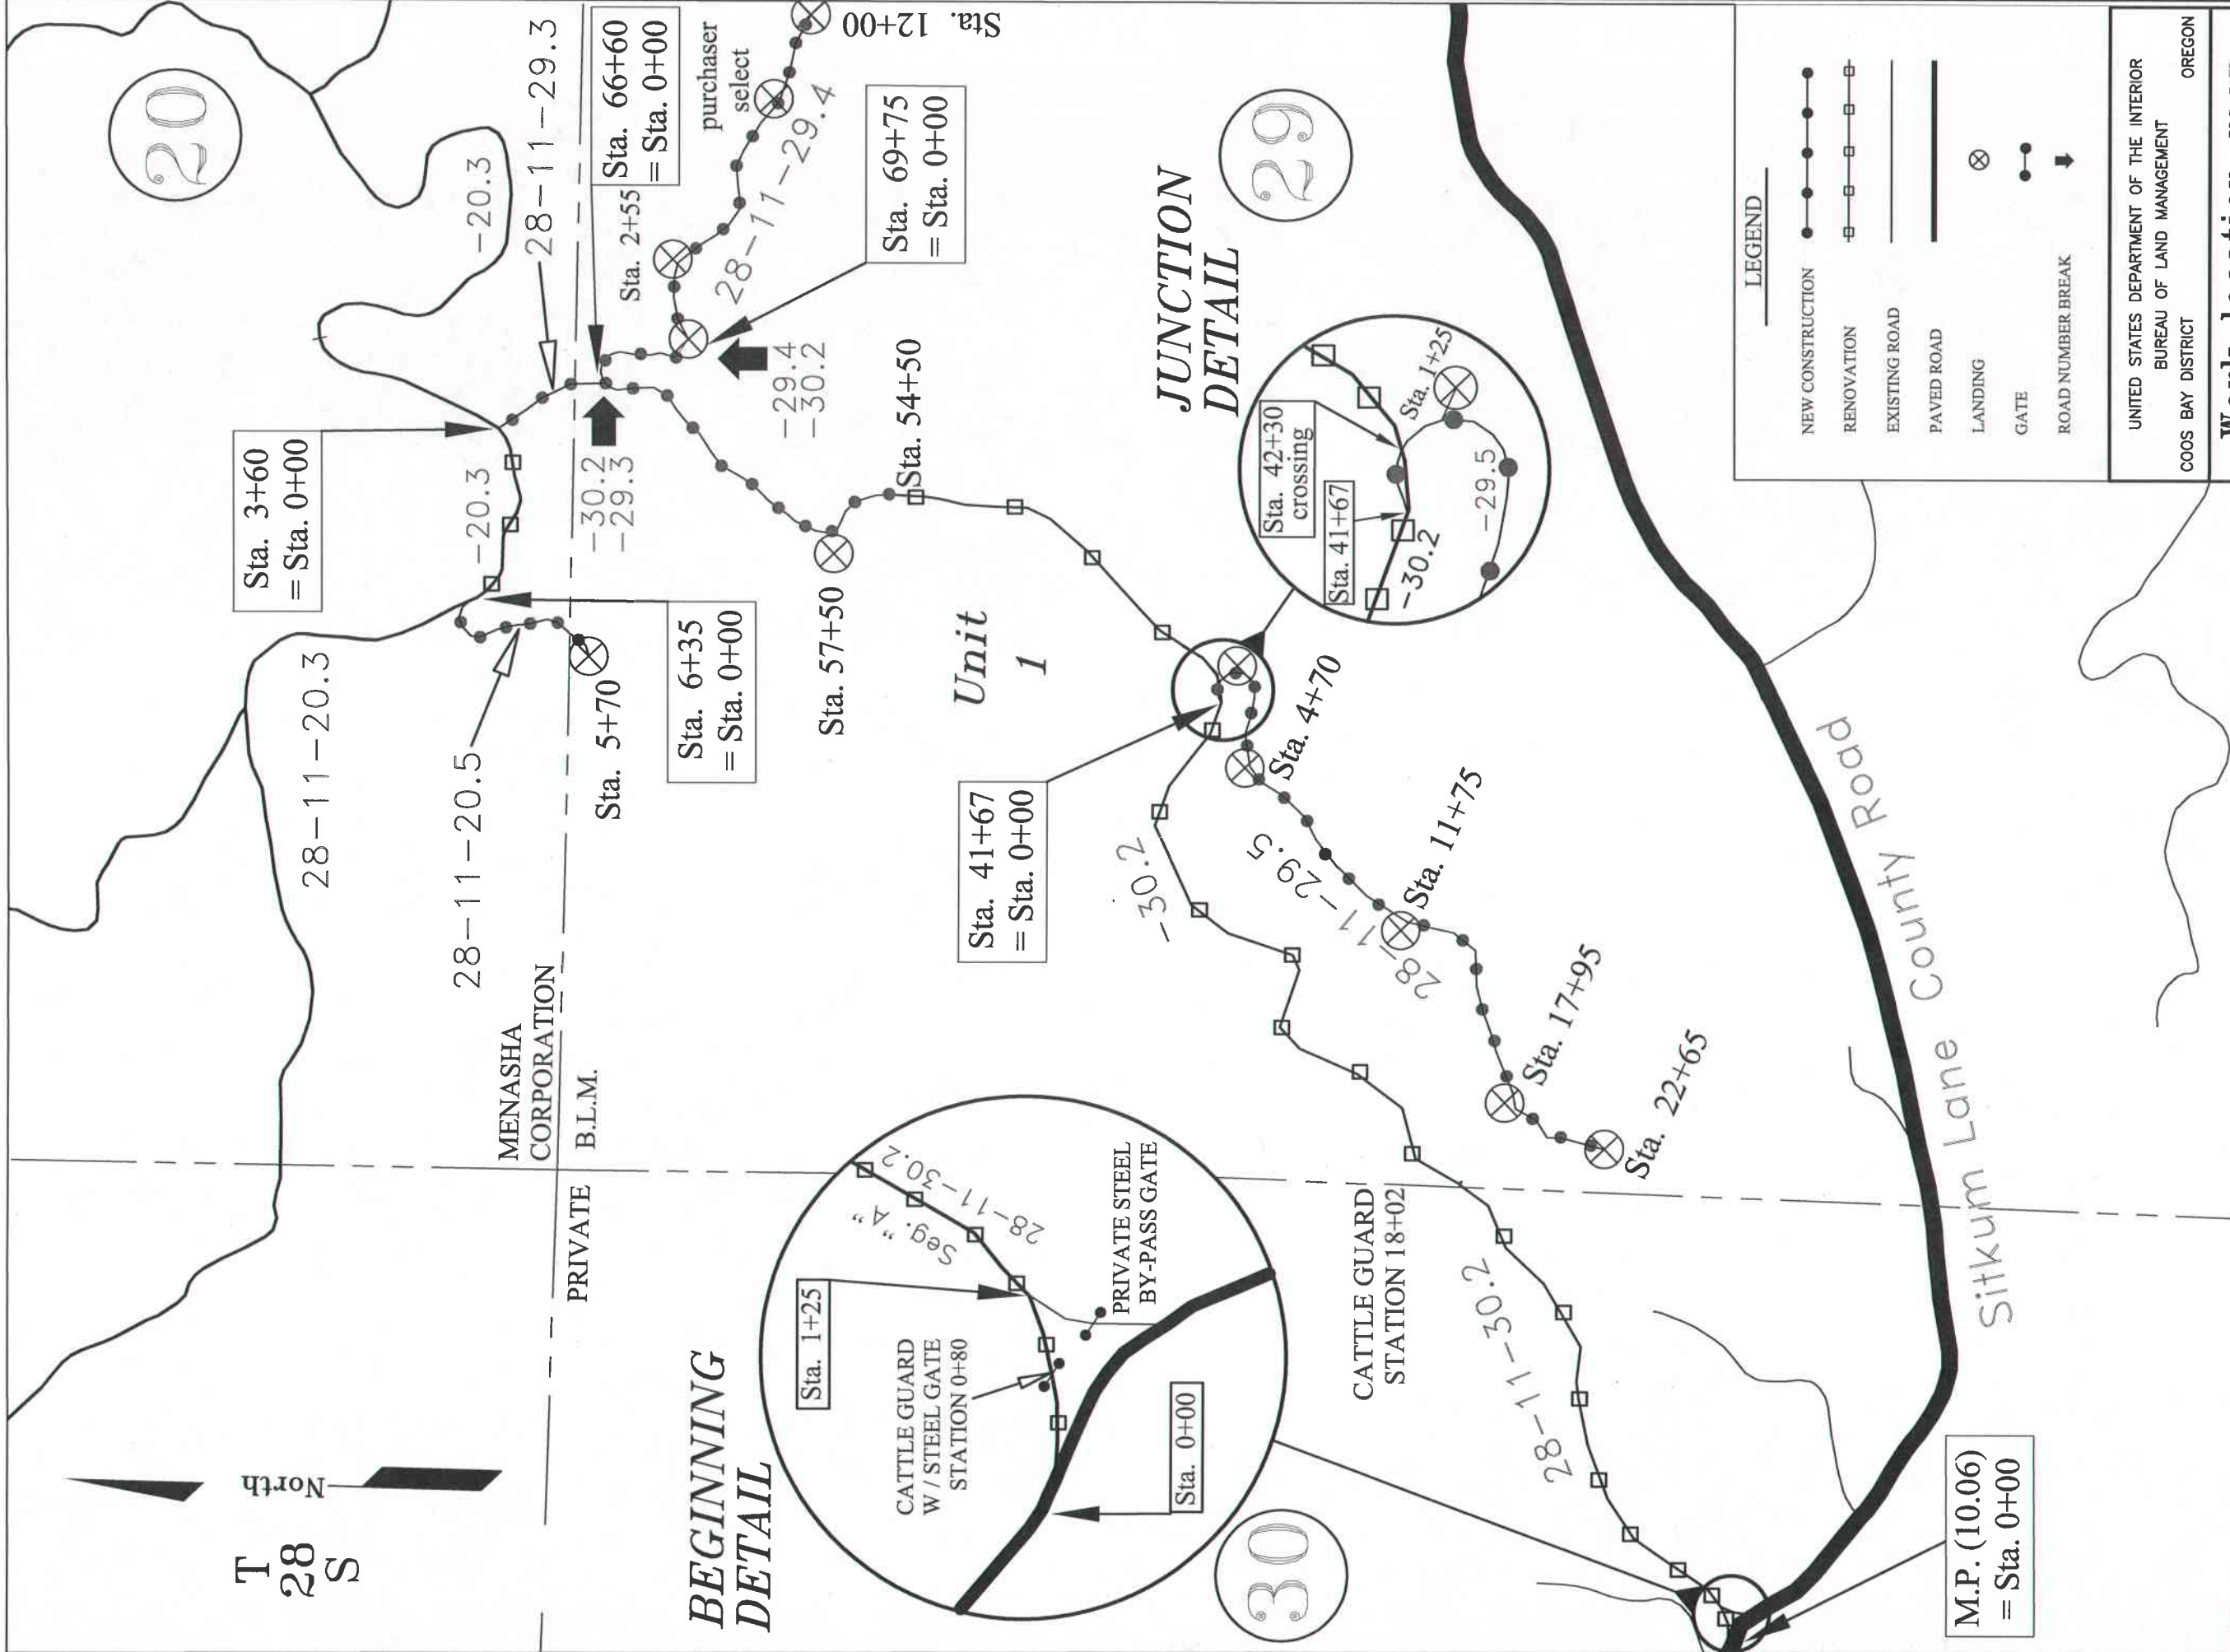 T
28
S
North
20
29
30
28-11-20.3
28-11-20.5
MENASHA
CORPORATION
B.L.M.
PRIVATE
Sta. 3+60
= Sta. 0+00
-20.3
-20.3
28-11-29.3
Sta. 66+60
= Sta. 0+00
Sta. 2+55
purchaser
select
Sta. 12+00
28-11-29.4
Sta. 69+75
= Sta. 0+00
-30.2
-29.3
-29.4
-30.2
Sta. 5+70
Sta. 6+35
= Sta. 0+00
Sta. 57+50
Sta. 54+50
Unit
1
Sta. 41+67
= Sta. 0+00
-30.2
28-11-29.5
Sta. 4+70
Sta. 11+75
Sta. 17+95
Sta. 22+65
JUNCTION
DETAIL
Sta. 42+30
crossing
Sta. 41+67
Sta. 1+25
-30.2
-29.5
BEGINNING
DETAIL
Sta. 1+25
CATTLE GUARD
W / STEEL GATE
STATION 0+80
Seg. "A"
28-11-30.2
PRIVATE STEEL
BY-PASS GATE
Sta. 0+00
CATTLE GUARD
STATION 18+02
28-11-30.2
M.P. (10.06)
= Sta. 0+00
Sitkum Lane County Road
LEGEND
NEW CONSTRUCTION
RENOVATION
EXISTING ROAD
PAVED ROAD
LANDING
GATE
ROAD NUMBER BREAK
UNITED STATES DEPARTMENT OF THE INTERIOR
BUREAU OF LAND MANAGEMENT
COOS BAY DISTRICT OREGON